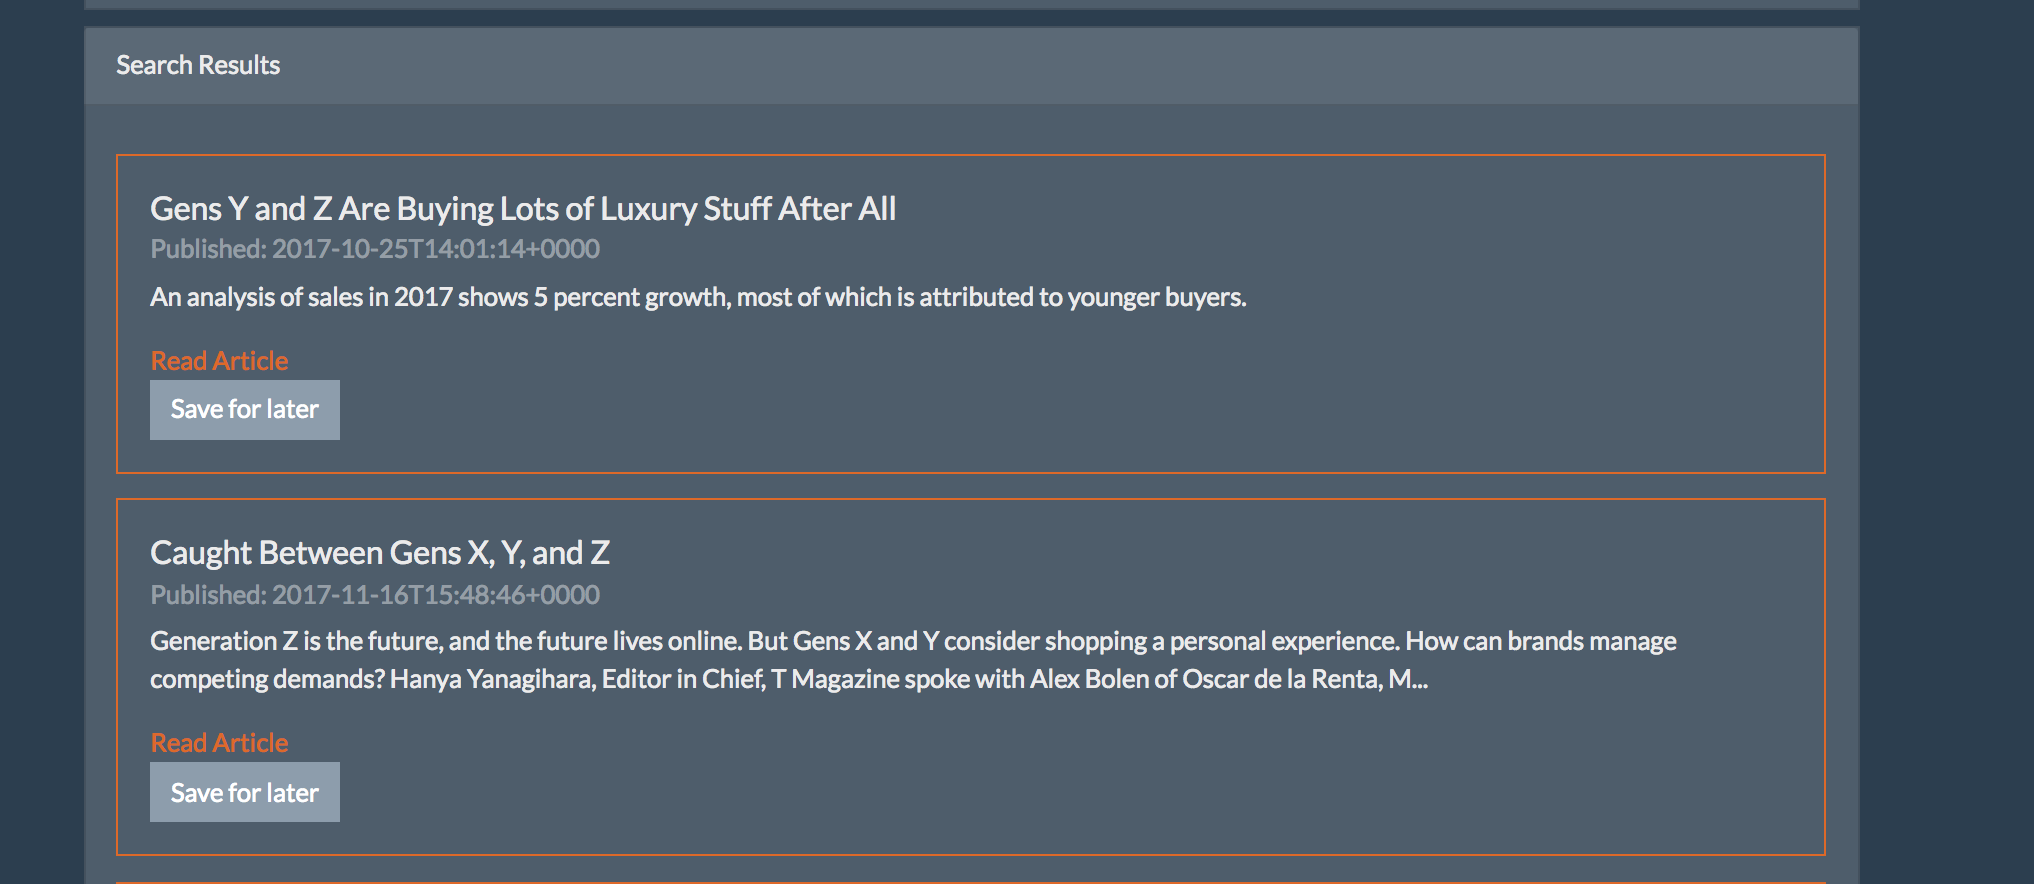 Search Results
Gens Y and Z Are Buying Lots of Luxury Stuff After All
Published: 2017-10-25T14:01:14+0000
An analysis of sales in 2017 shows 5 percent growth, most of which is attributed to younger buyers.
Read Article
Save for later
Caught Between Gens X, Y, and Z
Published: 2017-11-16T15:48:46+0000
Generation Z is the future, and the future lives online. But Gens X and Y consider shopping a personal experience. How can brands manage
competing demands? Hanya Yanagihara, Editor in Chief, T Magazine spoke with Alex Bolen of Oscar de la Renta, M...
Read Article
Save for later